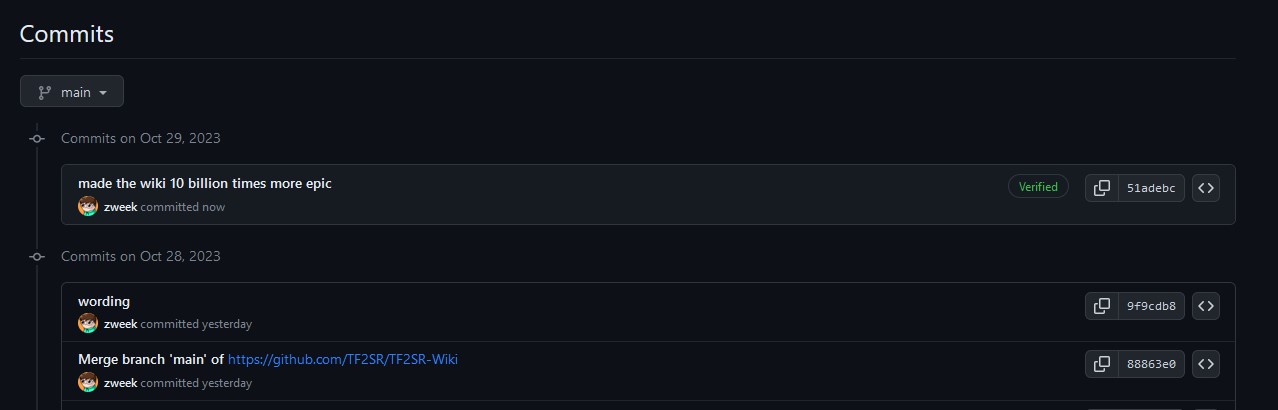 Commits
main
Commits on Oct 29, 2023
made the wiki 10 billion times more epic
Verified
51adebc
zweek committed now
Commits on Oct 28, 2023
wording
9f9cdb8
zweek committed yesterday
Merge branch 'main' of https://github.com/TF2SR/TF2SR-Wiki
88863e0
zweek committed yesterday